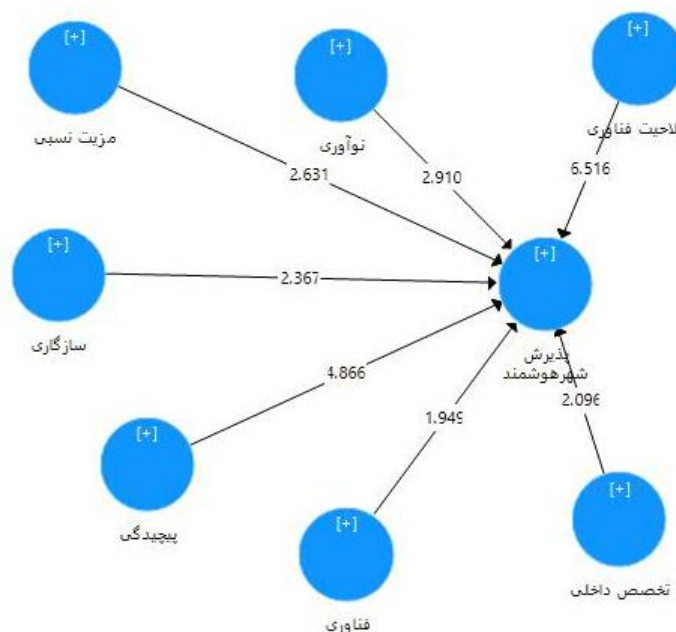 [+]
[+]
[+]
مزیت نسبی
نوآوری
لاحیت فناوری
2.631
2.910
6.516
[+]
[+]
2.367
سازگاری
پذیرش
شهرهوشمند
4.866
2.096
1.949
[+]
[+]
[+]
پیچیدگی
تخصص داخلی
فناوری